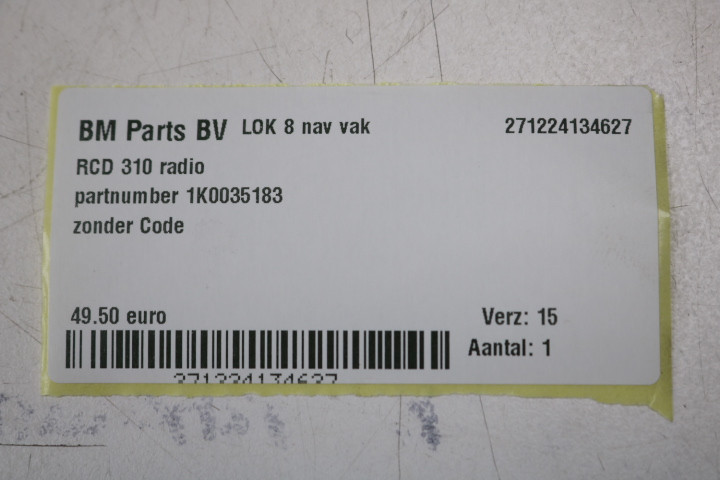 BM Parts BV LOK 8 nav vak 271224134627
RCD 310 radio
partnumber 1K0035183
zonder Code
49.50 euro
Verz: 15
Aantal: 1
271224134627